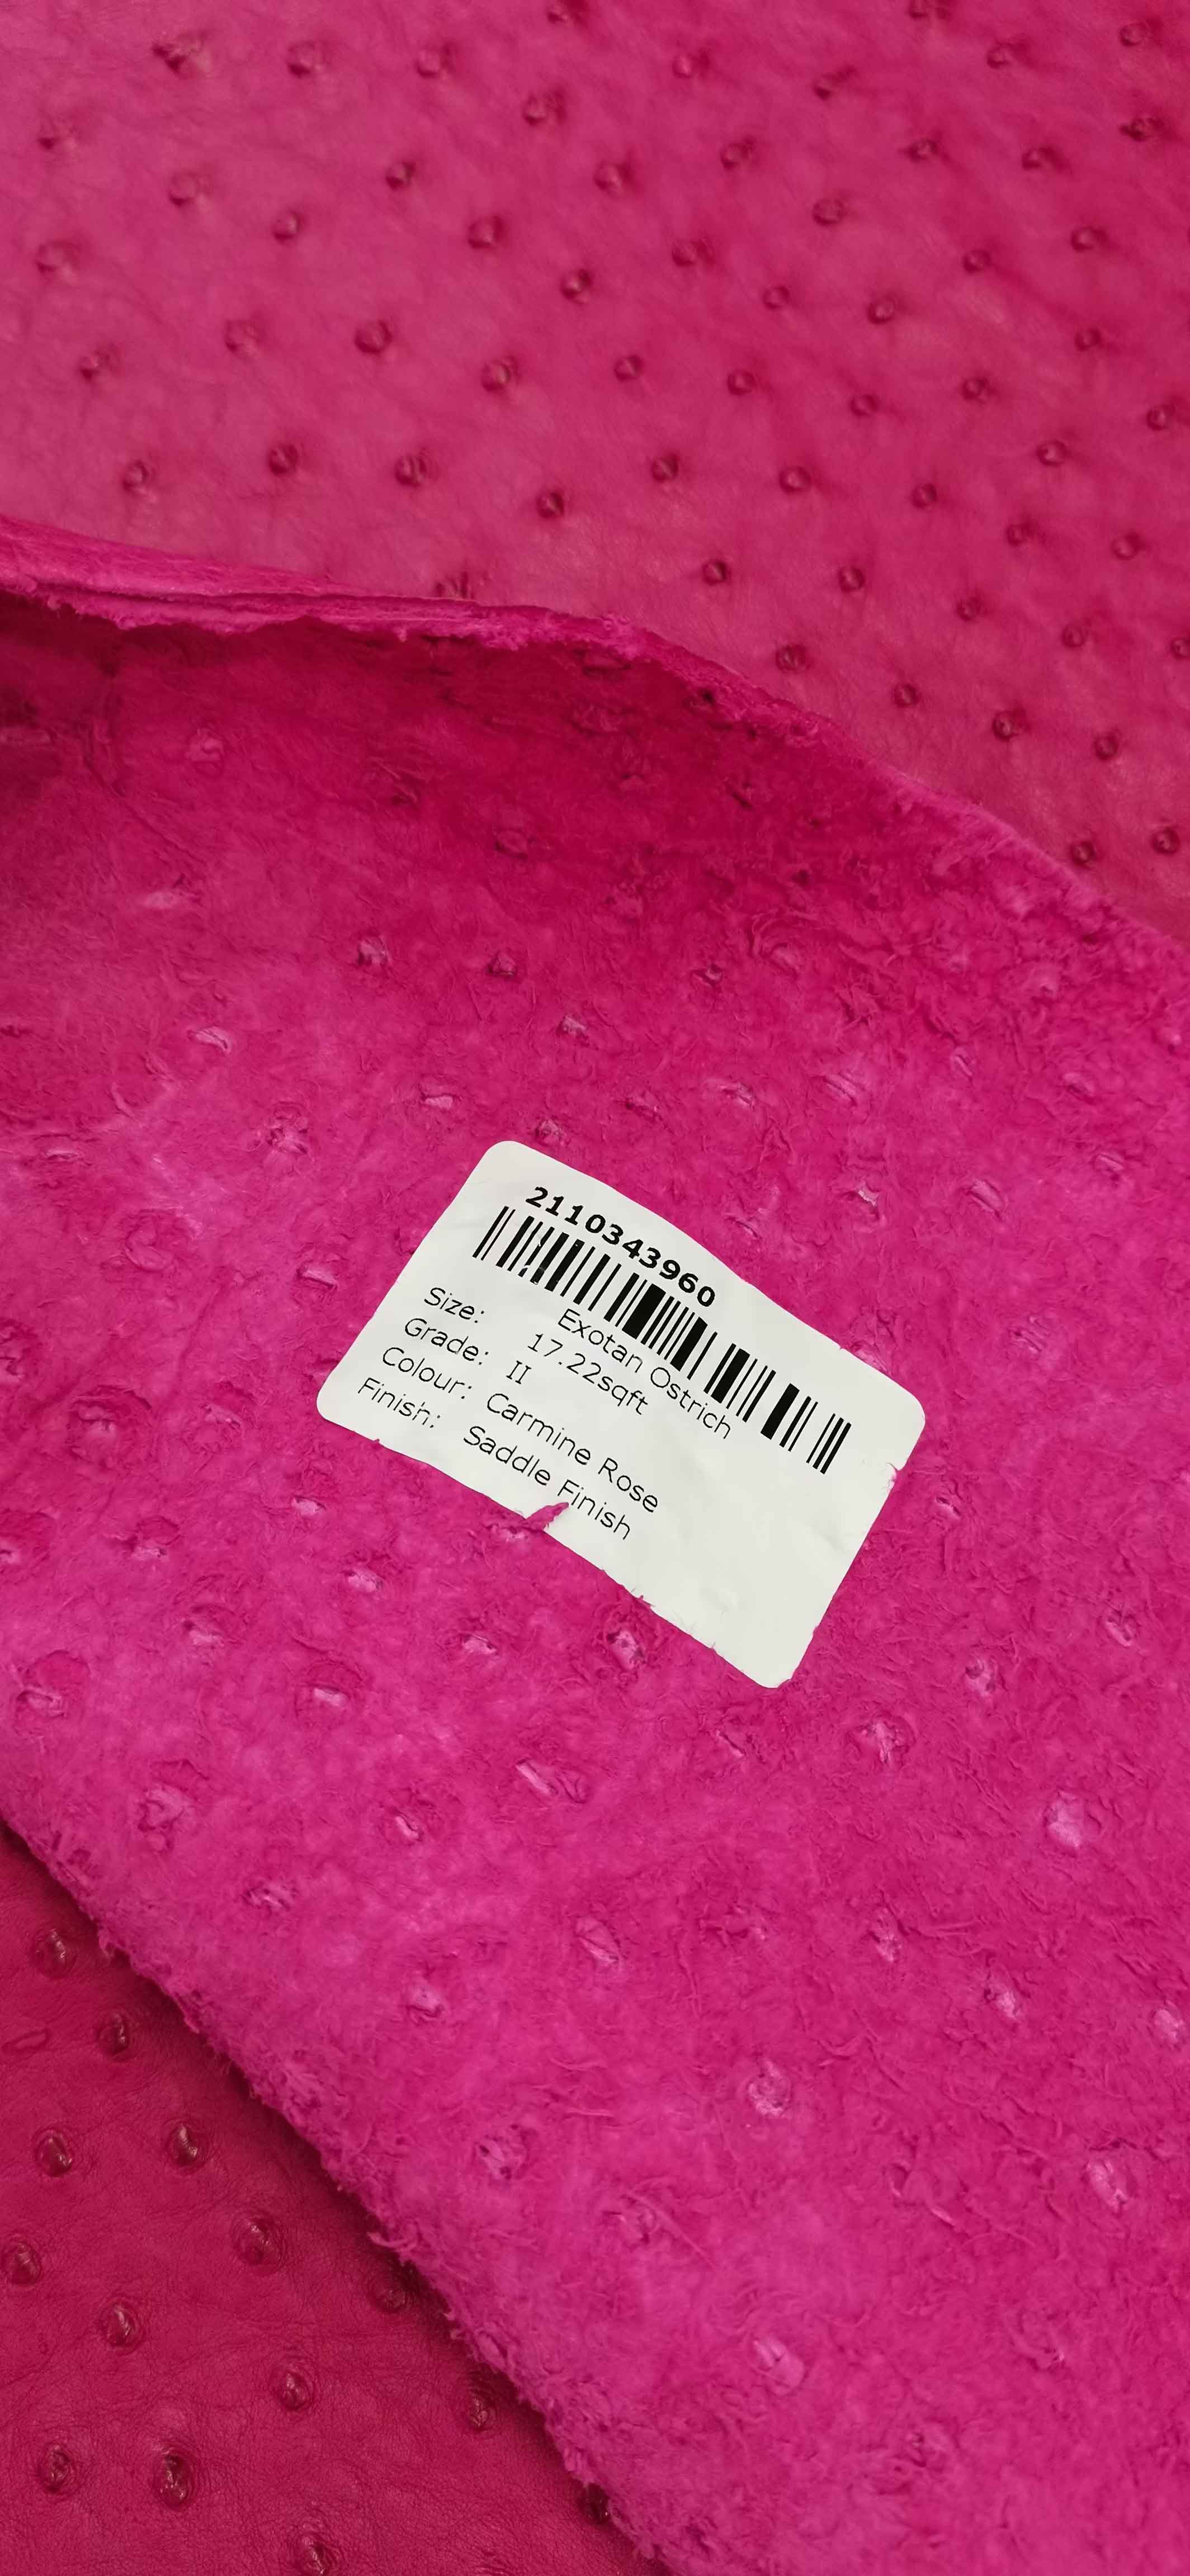 2110343960
Exotan Ostrich
Size: 17.22sqft
Grade: II
Colour: Carmine Rose
Finish: Saddle Finish